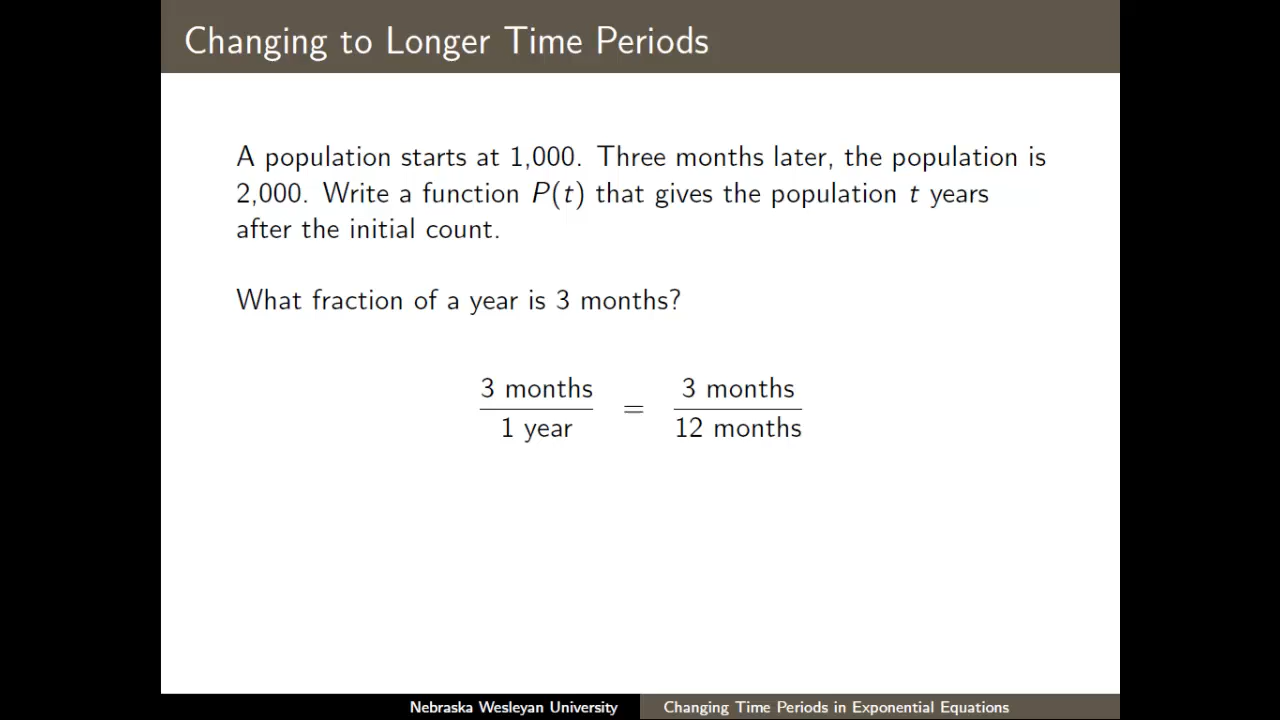 Changing to Longer Time Periods
A population starts at 1,000. Three months later, the population is
2,000. Write a function P(t) that gives the population t years
after the initial count.
What fraction of a year is 3 months?
3 months / 1 year = 3 months / 12 months
Nebraska Wesleyan University
Changing Time Periods in Exponential Equations